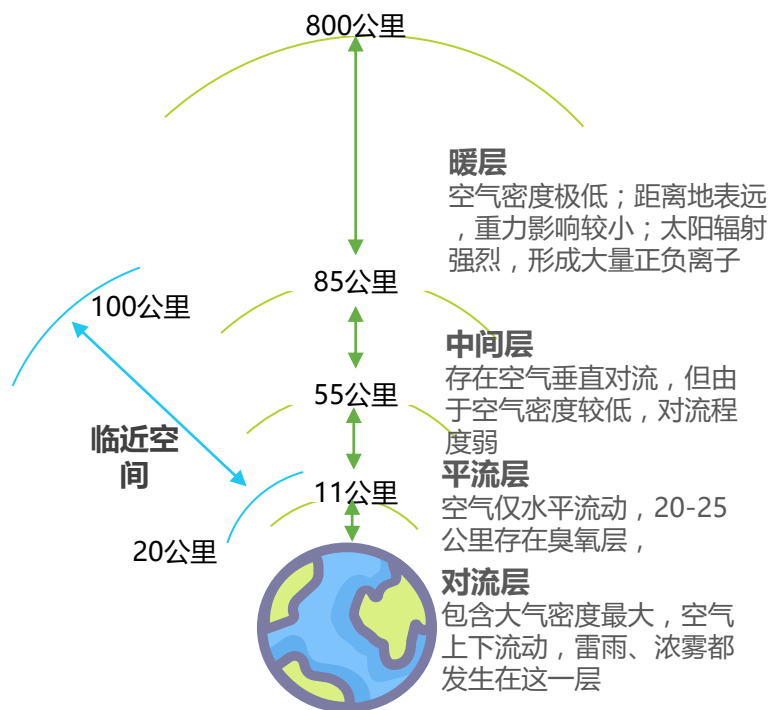 800公里
暖层
空气密度极低；距离地表远
，重力影响较小；太阳辐射
强烈，形成大量正负离子
85公里
100公里
中间层
存在空气垂直对流，但由
于空气密度较低，对流程
度弱
55公里
临近空
间
平流层
空气仅水平流动，20-25
公里存在臭氧层，
11公里
20公里
对流层
包含大气密度最大，空气
上下流动，雷雨、浓雾都
发生在这一层